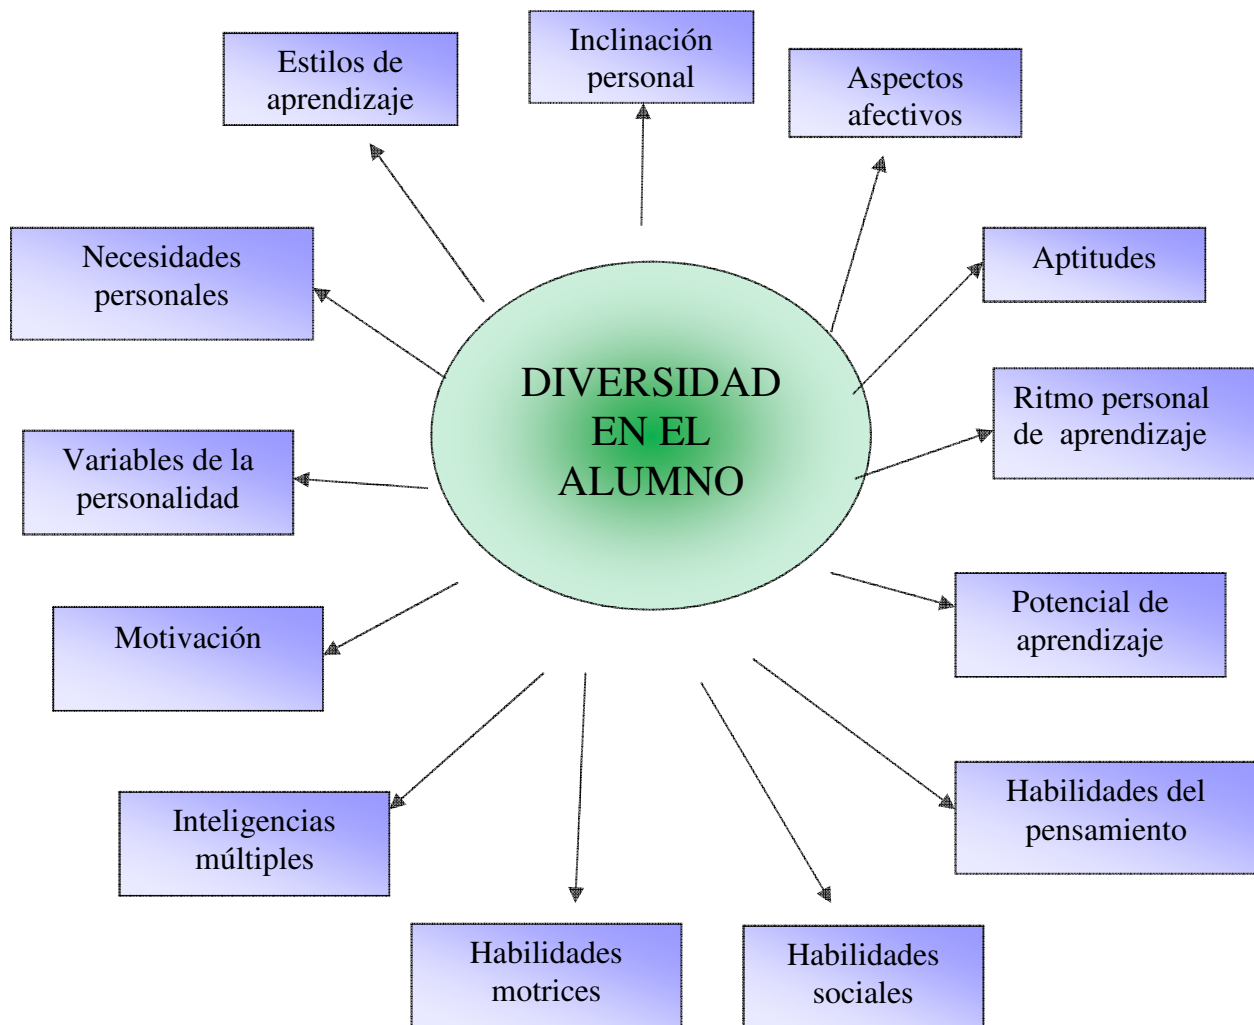 Inclinación
personal
Estilos de
aprendizaje
Aspectos
afectivos
Necesidades
personales
Aptitudes
DIVERSIDAD
EN EL
ALUMNO
Ritmo personal
de  aprendizaje
Variables de la
personalidad
Potencial de
aprendizaje
Motivación
Habilidades del
pensamiento
Inteligencias
múltiples
Habilidades
motrices
Habilidades
sociales